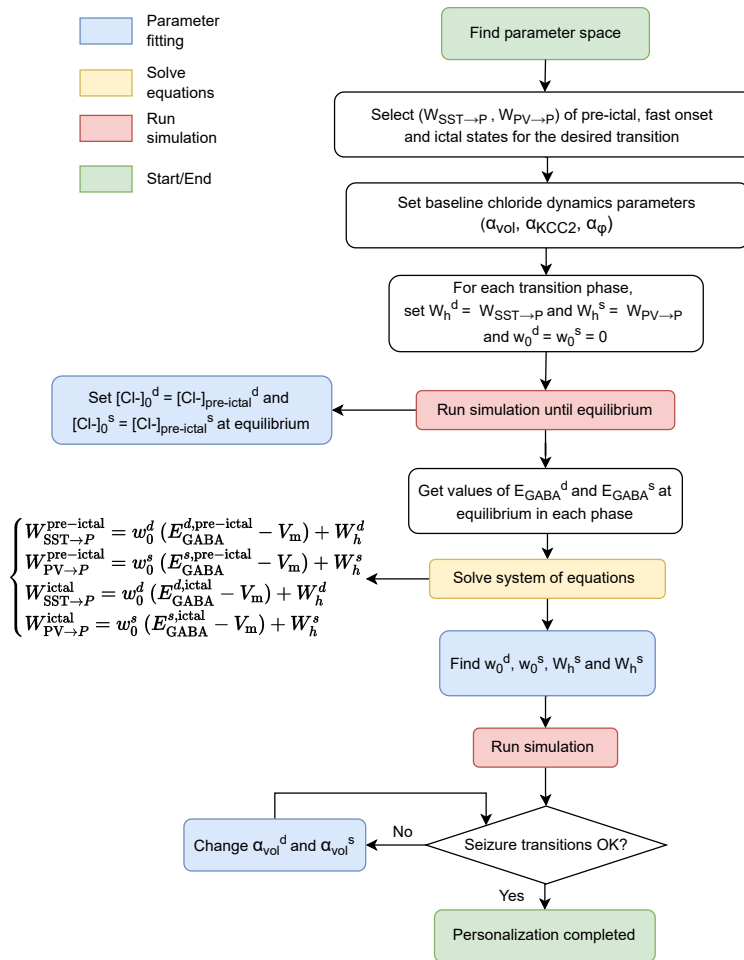 Parameter
fitting
Solve
equations
Run
simulation
Start/End
Find parameter space
Select (W_SST→P , W_PV→P) of pre-ictal, fast onset
and ictal states for the desired transition
Set baseline chloride dynamics parameters
(α_vol, α_KCC2, α_φ)
For each transition phase,
set W_h^d = W_SST→P and W_h^s = W_PV→P
and w_0^d = w_0^s = 0
Set [Cl-]_0^d = [Cl-]_pre-ictal^d and
[Cl-]_0^s = [Cl-]_pre-ictal^s at equilibrium
Run simulation until equilibrium
Get values of E_GABA^d and E_GABA^s at
equilibrium in each phase
W_SST→P^pre−ictal = w_0^d (E_GABA^d,pre−ictal − V_m) + W_h^d
W_PV→P^pre−ictal = w_0^s (E_GABA^s,pre−ictal − V_m) + W_h^s
W_SST→P^ictal = w_0^d (E_GABA^d,ictal − V_m) + W_h^d
W_PV→P^ictal = w_0^s (E_GABA^s,ictal − V_m) + W_h^s
Solve system of equations
Find w_0^d, w_0^s, W_h^s and W_h^s
Run simulation
Change α_vol^d and α_vol^s
No
Seizure transitions OK?
Yes
Personalization completed